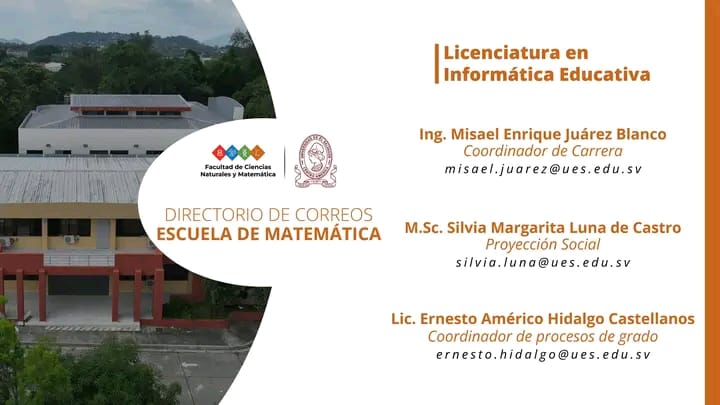 Facultad de Ciencias
Naturales y Matemática
DIRECTORIO DE CORREOS
ESCUELA DE MATEMÁTICA
Licenciatura en
Informática Educativa
Ing. Misael Enrique Juárez Blanco
Coordinador de Carrera
misael.juarez@ues.edu.sv
M.Sc. Silvia Margarita Luna de Castro
Proyección Social
silvia.luna@ues.edu.sv
Lic. Ernesto Américo Hidalgo Castellanos
Coordinador de procesos de grado
ernesto.hidalgo@ues.edu.sv